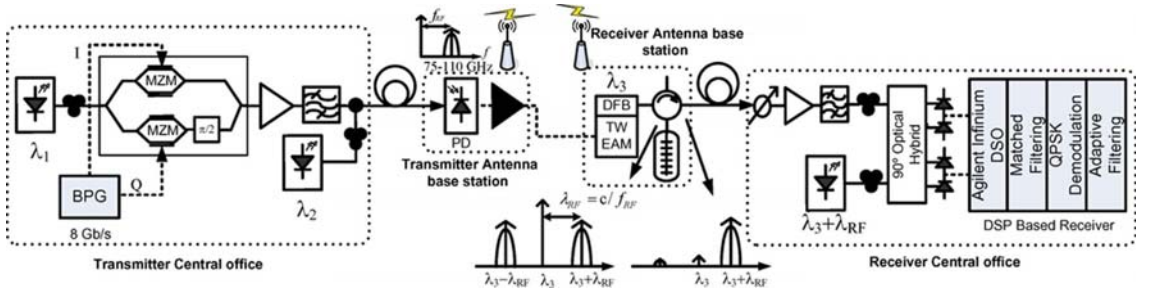 I
MZM
MZM
π/2
λ1
BPG
Q
8 Gb/s
λ2
Transmitter Central office
fRF
f
75-110 GHz
PD
Transmitter Antenna
base station
Receiver Antenna base
station
λ3
DFB
TW
EAM
λRF = c/ fRF
λ3−λRF
λ3
λ3+λRF
λ3
λ3+λRF
λ3+λRF
90º Optical
Hybrid
Agilent Infinium
DSO
Matched
Filtering
QPSK
Demodulation
Adaptive
Filtering
DSP Based Receiver
Receiver Central office